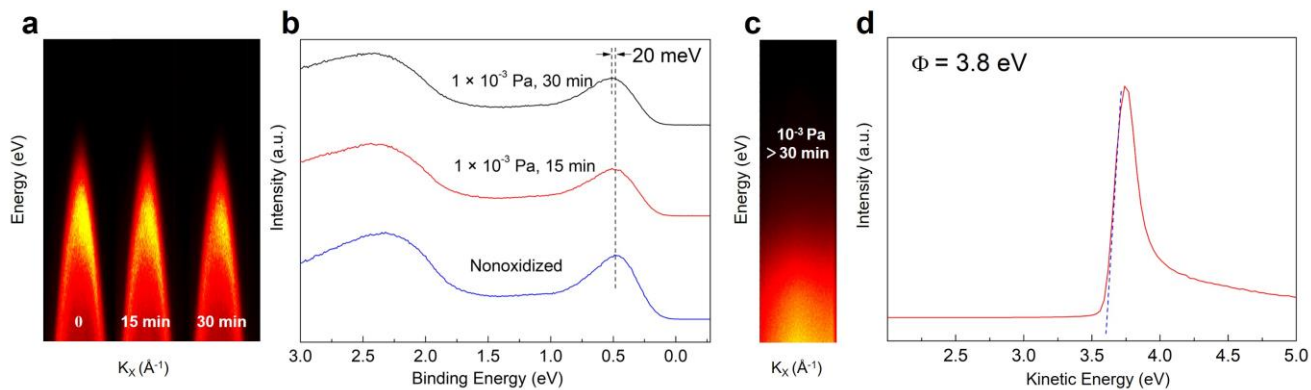 a
Energy (eV)
0
15 min
30 min
Kₓ (Å⁻¹)
b
Intensity (a.u.)
20 meV
1 × 10⁻³ Pa, 30 min
1 × 10⁻³ Pa, 15 min
Nonoxidized
3.0 2.5 2.0 1.5 1.0 0.5 0.0
Binding Energy (eV)
c
Energy (eV)
10⁻³ Pa
> 30 min
Kₓ (Å⁻¹)
d
Intensity (a.u.)
Φ = 3.8 eV
2.5 3.0 3.5 4.0 4.5 5.0
Kinetic Energy (eV)